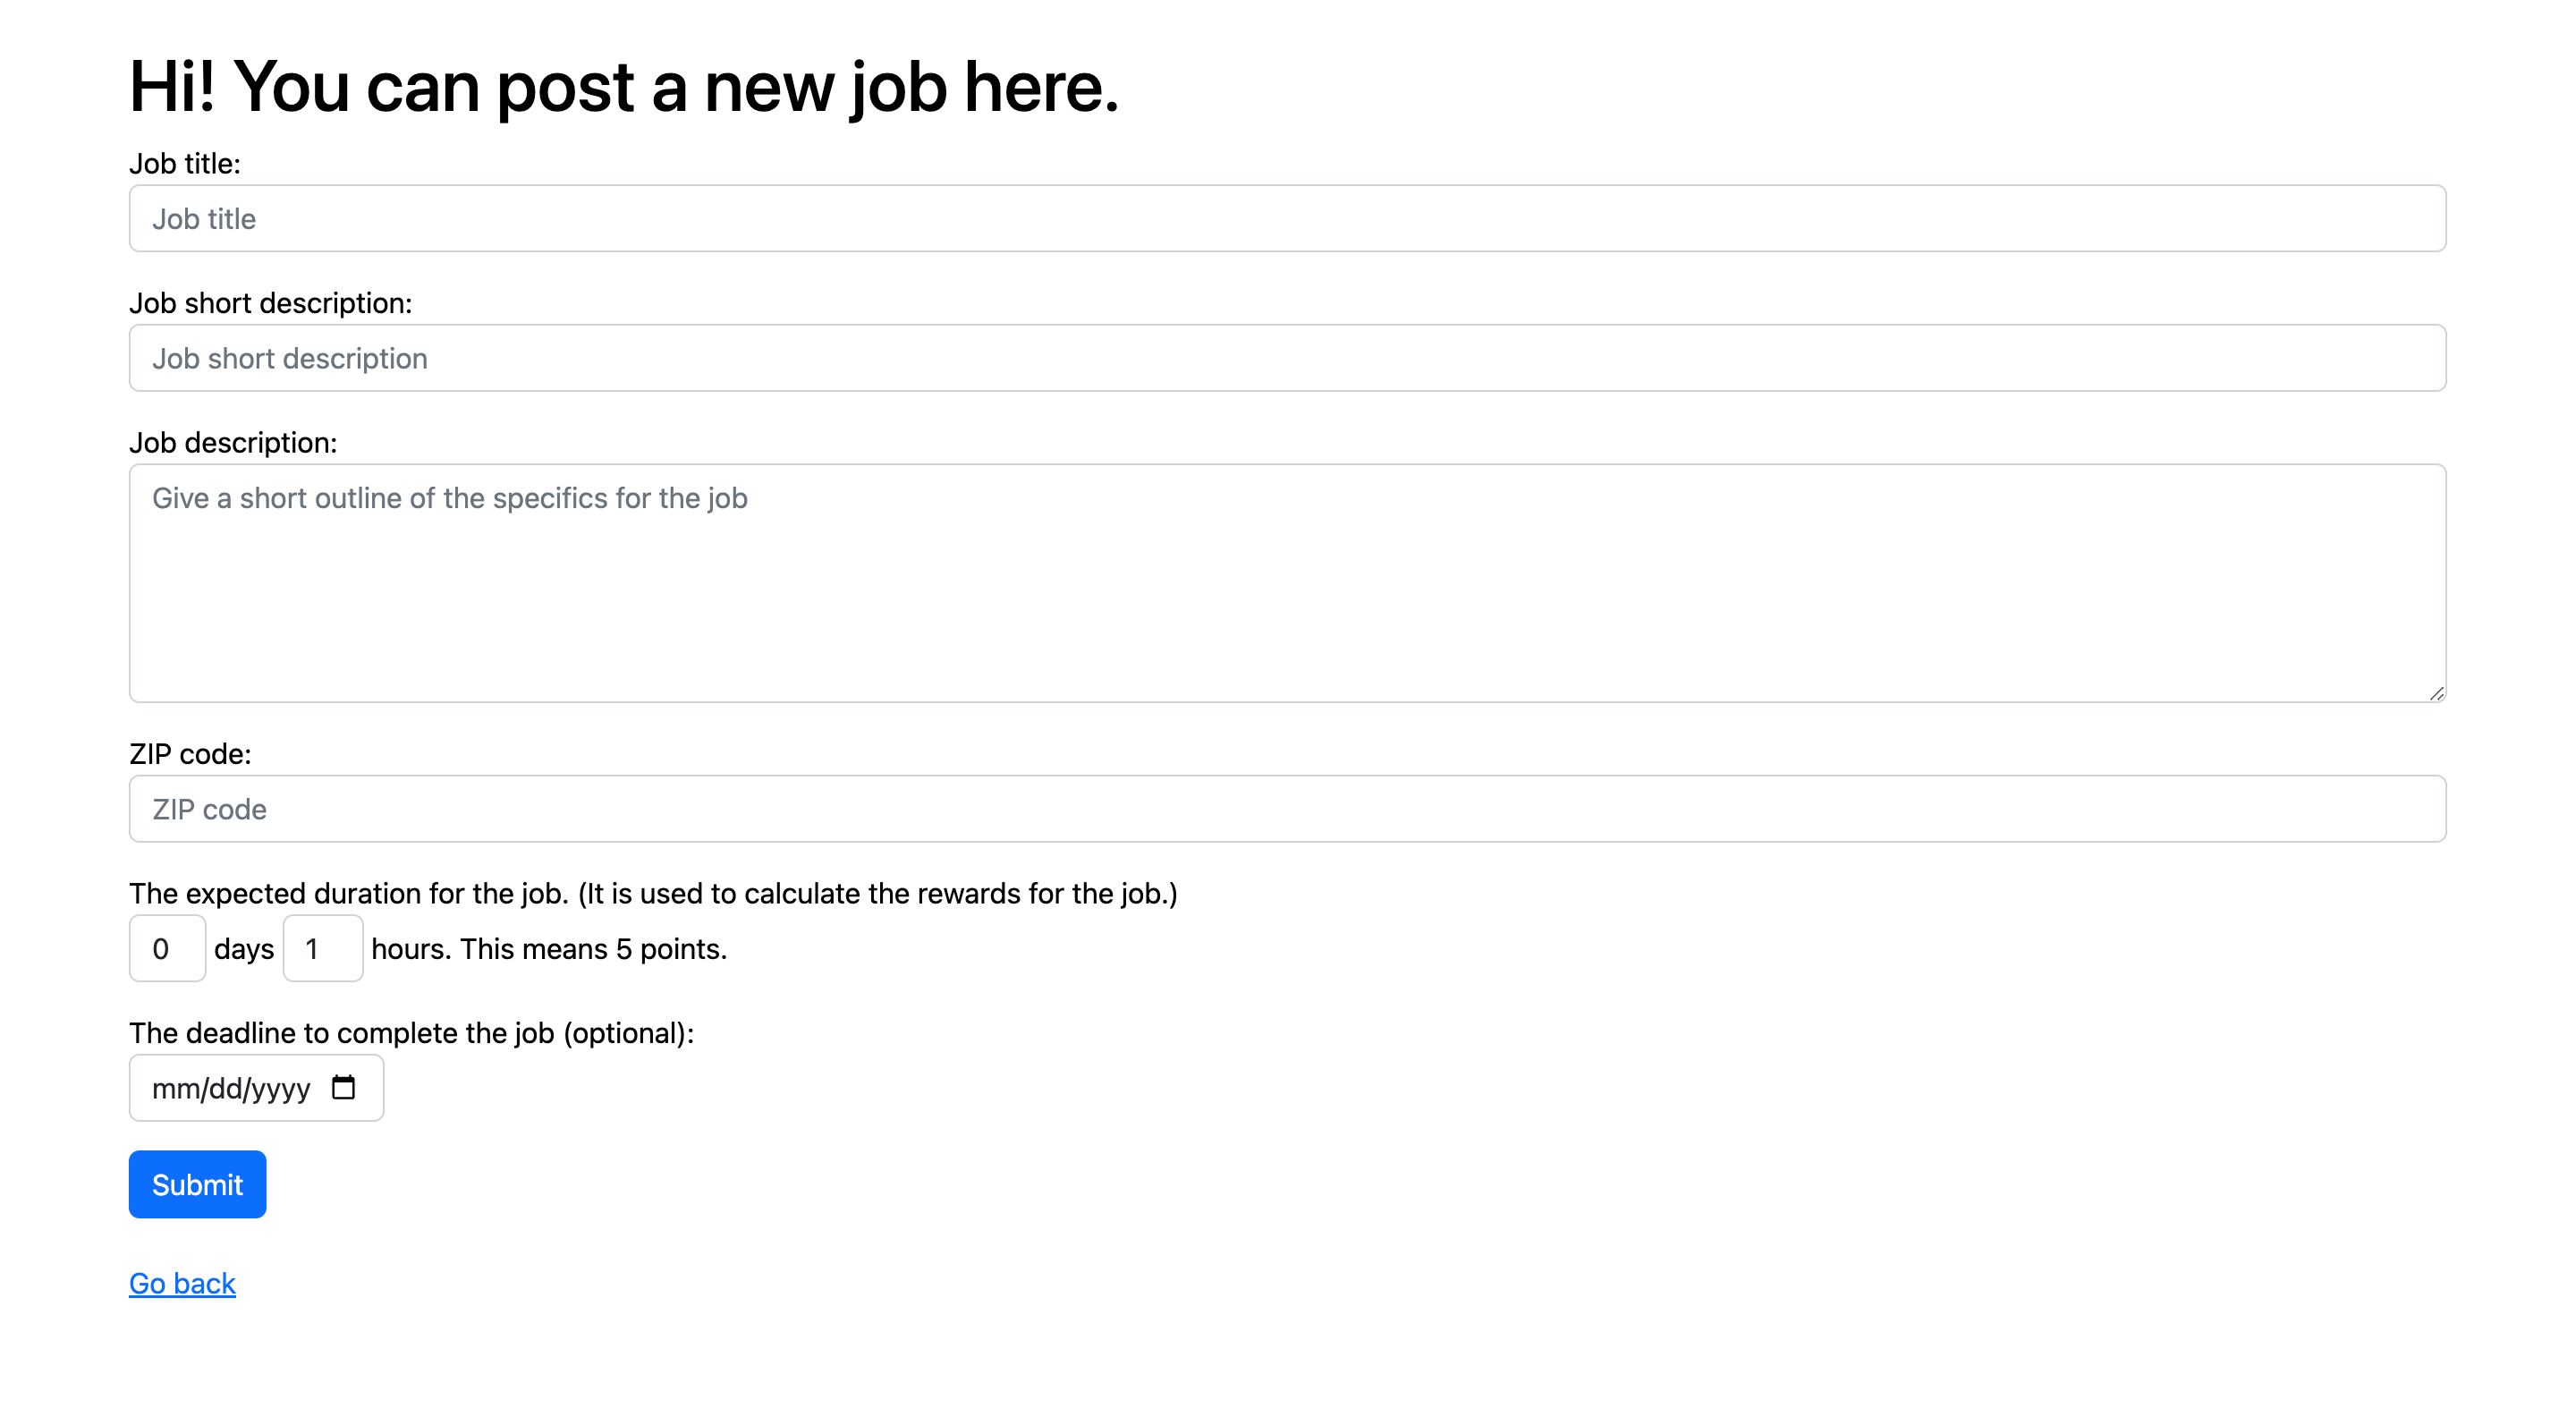 Hi! You can post a new job here.
Job title:
Job title
Job short description:
Job short description
Job description:
Give a short outline of the specifics for the job
ZIP code:
ZIP code
The expected duration for the job. (It is used to calculate the rewards for the job.)
0 days 1 hours. This means 5 points.
The deadline to complete the job (optional):
mm/dd/yyyy
Submit
Go back